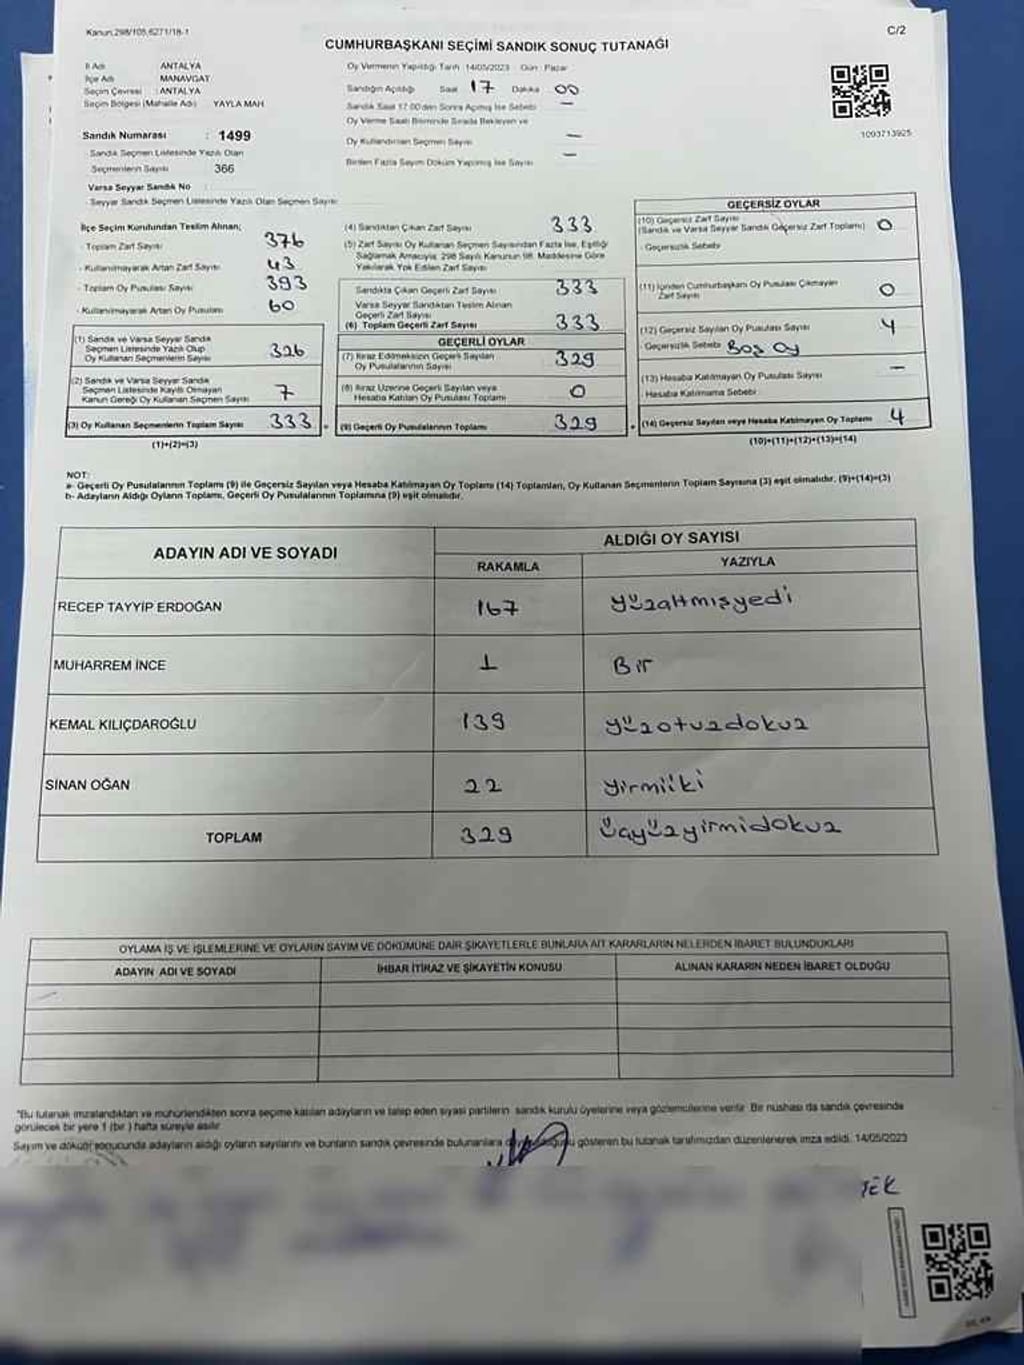 Kanun,298/105,6271/18-1
C/2
CUMHURBAŞKANI SEÇİMİ SANDIK SONUÇ TUTANAĞI
İl Adı ANTALYA
İlçe Adı MANAVGAT
Seçim Çevresi : ANTALYA
Seçim Bölgesi (Mahalle Adı) YAYLA MAH.
Sandık Numarası : 1499
Sandık Seçmen Listesinde Yazılı Olan
Seçmenlerin Sayısı 366
Varsa Seyyar Sandık No
Seyyar Sandık Seçmen Listesinde Yazılı Olan Seçmen Sayısı
Oy Vermenin Yapıldığı Tarih :14/05/2023 Gün : Pazar
Sandığın Açıldığı Saat 17 Dakika 00
Sandık Saat 17.00'den Sonra Açılmış İse Sebebi —
Oy Verme Saati Bitiminde Sırada Bekleyen ve
Oy Kullandırılan Seçmen Sayısı —
Birden Fazla Sayım Döküm Yapılmış İse Sayısı —
1093713925
İlçe Seçim Kurulundan Teslim Alınan;
- Toplam Zarf Sayısı 376
- Kullanılmayarak Artan Zarf Sayısı 43
- Toplam Oy Pusulası Sayısı 393
- Kullanılmayarak Artan Oy Pusulası 60
(1) Sandık ve Varsa Seyyar Sandık
Seçmen Listesinde Yazılı Olup
Oy Kullanan Seçmenlerin Sayısı 326
(2) Sandık ve Varsa Seyyar Sandık
Seçmen Listesinde Kayıtlı Olmayan
Kanun Gereği Oy Kullanan Seçmen Sayısı 7
(3) Oy Kullanan Seçmenlerin Toplam Sayısı 333
(1)+(2)=(3)
(4) Sandıktan Çıkan Zarf Sayısı 333
(5) Zarf Sayısı Oy Kullanan Seçmen Sayısından Fazla İse, Eşitliği
Sağlamak Amacıyla, 298 Sayılı Kanunun 98. Maddesine Göre
Yakılarak Yok Edilen Zarf Sayısı
Sandıkta Çıkan Geçerli Zarf Sayısı 333
Varsa Seyyar Sandıktan Teslim Alınan
Geçerli Zarf Sayısı
(6) Toplam Geçerli Zarf Sayısı 333
GEÇERLİ OYLAR
(7) İtiraz Edilmeksizin Geçerli Sayılan
Oy Pusulalarının Sayısı 329
(8) İtiraz Üzerine Geçerli Sayılan veya
Hesaba Katılan Oy Pusulası Toplamı 0
(9) Geçerli Oy Pusulalarının Toplamı 329
GEÇERSİZ OYLAR
(10) Geçersiz Zarf Sayısı
(Sandık ve Varsa Seyyar Sandık Geçersiz Zarf Toplamı) 0
- Geçersizlik Sebebi
(11) İçinden Cumhurbaşkanı Oy Pusulası Çıkmayan
Zarf Sayısı 0
(12) Geçersiz Sayılan Oy Pusulası Sayısı 4
- Geçersizlik Sebebi Boş Oy
(13) Hesaba Katılmayan Oy Pusulası Sayısı —
- Hesaba Katılmama Sebebi
(14) Geçersiz Sayılan veya Hesaba Katılmayan Oy Toplamı 4
(10)+(11)+(12)+(13)=(14)
NOT:
a- Geçerli Oy Pusulalarının Toplamı (9) ile Geçersiz Sayılan veya Hesaba Katılmayan Oy Toplamı (14) Toplamları, Oy Kullanan Seçmenlerin Toplam Sayısına (3) eşit olmalıdır. (9)+(14)=(3)
b- Adayların Aldığı Oyların Toplamı, Geçerli Oy Pusulalarının Toplamına (9) eşit olmalıdır.
ADAYIN ADI VE SOYADI
ALDIĞI OY SAYISI
RAKAMLA YAZIYLA
RECEP TAYYİP ERDOĞAN 167 yüzaltmışyedi
MUHARREM İNCE 1 Bir
KEMAL KILIÇDAROĞLU 139 yüzotuzdokuz
SİNAN OĞAN 22 yirmiiki
TOPLAM 329 üçyüzyirmidokuz
OYLAMA İŞ VE İŞLEMLERİNE VE OYLARIN SAYIM VE DÖKÜMÜNE DAİR ŞİKAYETLERLE BUNLARA AİT KARARLARIN NELERDEN İBARET BULUNDUKLARI
ADAYIN ADI VE SOYADI İHBAR İTİRAZ VE ŞİKAYETİN KONUSU ALINAN KARARIN NEDEN İBARET OLDUĞU
*Bu tutanak imzalandıktan ve mühürlendikten sonra seçime katılan adayların ve talep eden siyasi partilerin sandık kurulu üyelerine veya gözlemcilerine verilir. Bir nüshası da sandık çevresinde
görülecek bir yere 1 (bir) hafta süreyle asılır.
Sayım ve döküm sonucunda adayların aldığı oyların sayılarını ve bunların sandık çevresinde bulunanlara gösteren bu tutanak tarafımızdan düzenlenerek imza edildi. 14/05/2023